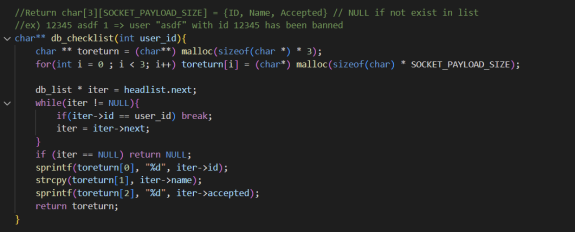 //Return char[3][SOCKET_PAYLOAD_SIZE] = {ID, Name, Accepted} // NULL if not exist in list
//ex) 12345 asdf 1 => user "asdf" with id 12345 has been banned
char** db_checklist(int user_id){
    char ** toreturn = (char**) malloc(sizeof(char *) * 3);
    for(int i = 0 ; i < 3; i++) toreturn[i] = (char*) malloc(sizeof(char) * SOCKET_PAYLOAD_SIZE);

    db_list * iter = headlist.next;
    while(iter != NULL){
        if(iter->id == user_id) break;
        iter = iter->next;
    }
    if (iter == NULL) return NULL;
    sprintf(toreturn[0], "%d", iter->id);
    strcpy(toreturn[1], iter->name);
    sprintf(toreturn[2], "%d", iter->accepted);
    return toreturn;
}